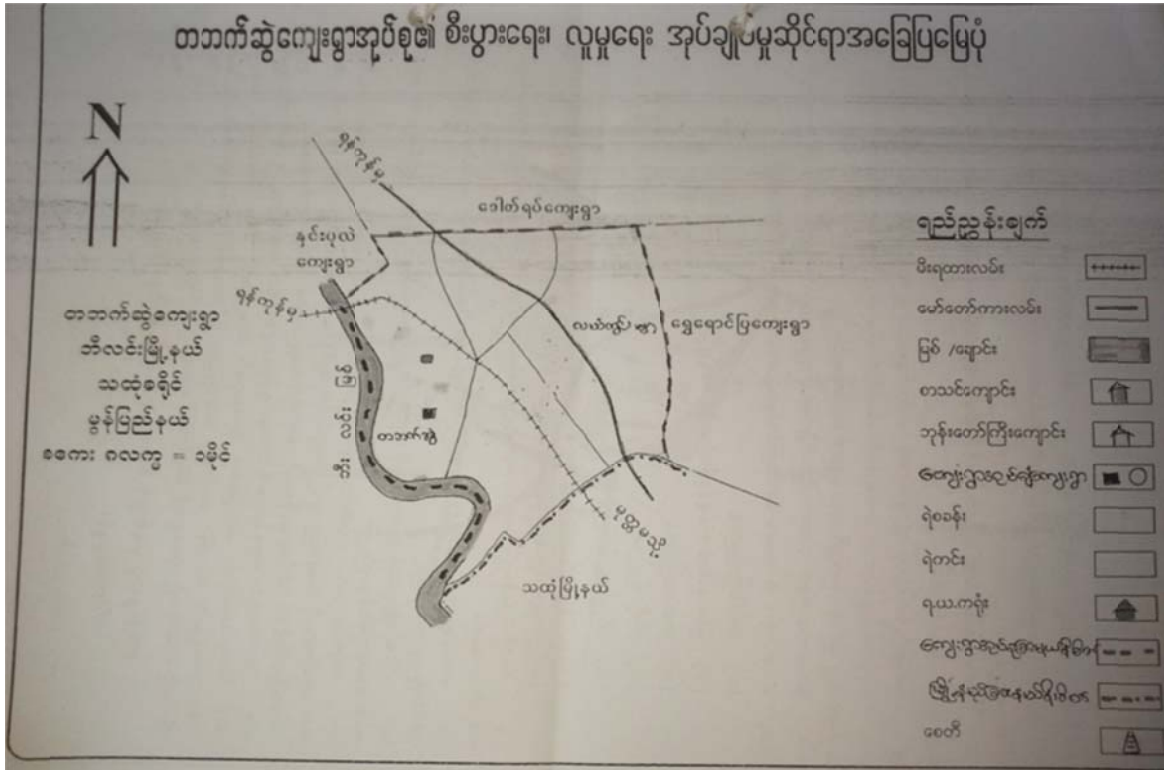 တဘက်ဆွဲကျေးရွာအုပ်စု၏ စီးပွားရေး၊ လူမှုရေး အုပ်ချုပ်မှုဆိုင်ရာအခြေပြမြေပုံ
N
ရန်ကုန်မှ
ဒေါတ်ရပ်ကျေးရွာ
နှင်းပုလဲ
ကျေးရွာ
ရန်ကုန်မှ
ရွှေရောင်ပြကျေးရွာ
တဘက်ဆွဲ
မုတ္တမသို့
သထုံမြို့နယ်
တဘက်ဆွဲကျေးရွာ
ဘီလင်းမြို့နယ်
သထုံခရိုင်
မွန်ပြည်နယ်
စကေး ၈လက္မ = ၁မိုင်
ရည်ညွှန်းချက်
မီးရထားလမ်း
မော်တော်ကားလမ်း
မြစ် /ချောင်း
စာသင်ကျောင်း
ဘုန်းတော်ကြီးကျောင်း
ရဲစခန်း
ရဲကင်း
ရ.ယ.ကရုံး
စေတီ